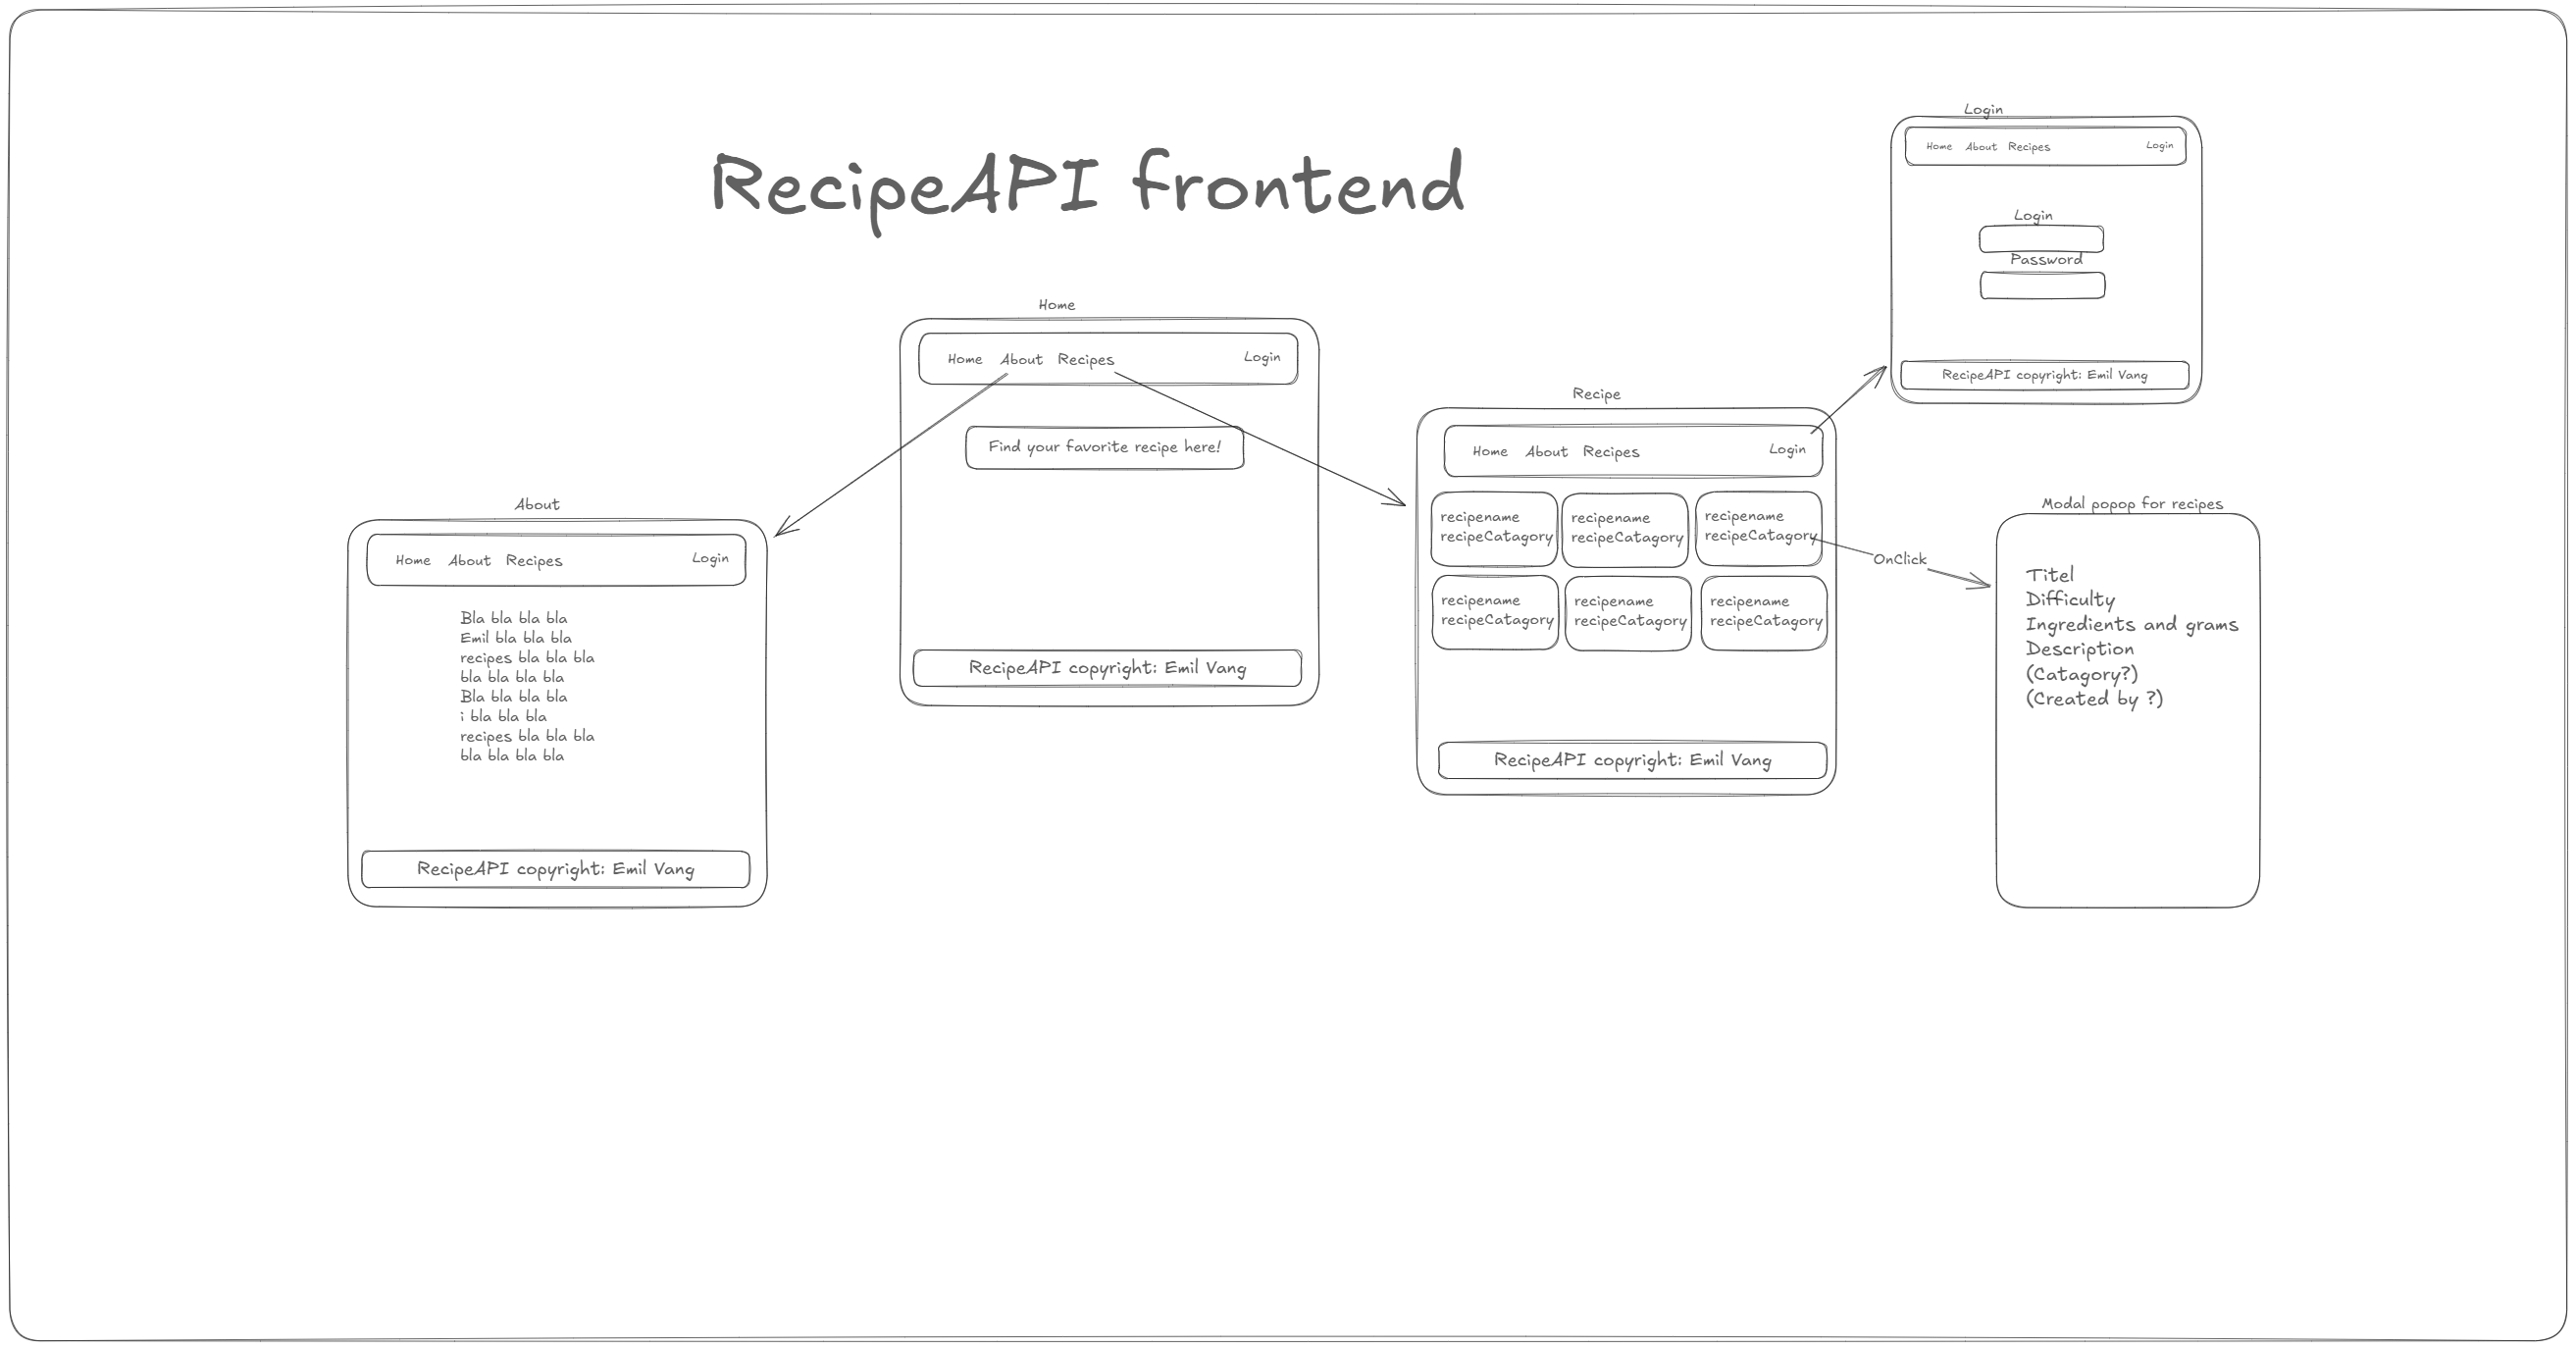 RecipeAPI frontend
Login
Home About Recipes Login
Login
Password
RecipeAPI copyright: Emil Vang
Home
Home About Recipes Login
Find your favorite recipe here!
RecipeAPI copyright: Emil Vang
Recipe
Home About Recipes Login
recipename
recipeCatagory
recipename
recipeCatagory
recipename
recipeCatagory
recipename
recipeCatagory
recipename
recipeCatagory
recipename
recipeCatagory
RecipeAPI copyright: Emil Vang
OnClick
Modal popop for recipes
Titel
Difficulty
Ingredients and grams
Description
(Catagory?)
(Created by ?)
About
Home About Recipes Login
Bla bla bla bla
Emil bla bla bla
recipes bla bla bla
bla bla bla bla
Bla bla bla bla
i bla bla bla
recipes bla bla bla
bla bla bla bla
RecipeAPI copyright: Emil Vang